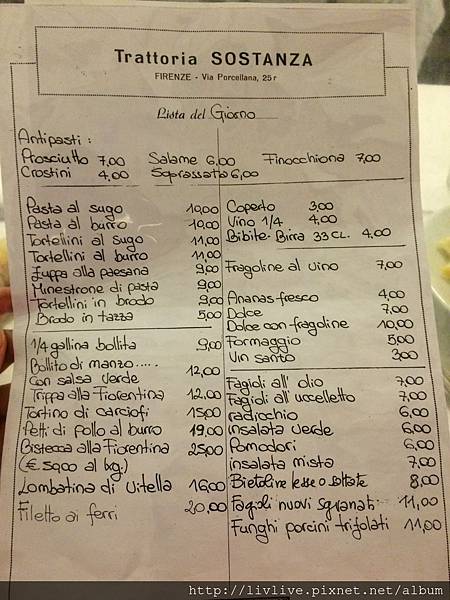 Trattoria SOSTANZA
FIRENZE - Via Porcellana, 25 r
Lista del Giorno
Antipasti:
Prosciutto 7,00 Salame 6,00 Finocchiona 7,00
Crostini 4,00 Soprassata 6,00
Pasta al sugo 10,00
Pasta al burro 10,00
Tortellini al sugo 11,00
Tortellini al burro 11,00
Zuppa alla paesana 9,00
Minestrone di pasta 9,00
Tortellini in brodo 9,00
Brodo in tazza 5,00
1/4 gallina bollita 9,00
Bollito di manzo.....
con salsa verde 12,00
Trippa alla Fiorentina 12,00
Tortino di carciofi 15,00
Petti di pollo al burro 19,00
Bistecca alla Fiorentina 25,00
(€ 50,00 al kg.)
Lombatina di Vitella 16,00
Filetto ai ferri 20,00
Coperto 3,00
Vino 1/4 4,00
Bibite-Birra 33 CL. 4,00
Fragoline al vino 7,00
Ananas fresco 4,00
Dolce 7,00
Dolce con fragoline 10,00
Formaggio 5,00
Vin santo 3,00
Fagioli all' olio 7,00
Fagioli all' uccelletto 7,00
radicchio 6,00
insalata verde 6,00
Pomodori 6,00
insalata mista 7,00
Bietoline lesse o saltate 8,00
Fagioli nuovi sgranati 11,00
Funghi porcini trifolati 11,00
http://livlive.pixnet.net/album